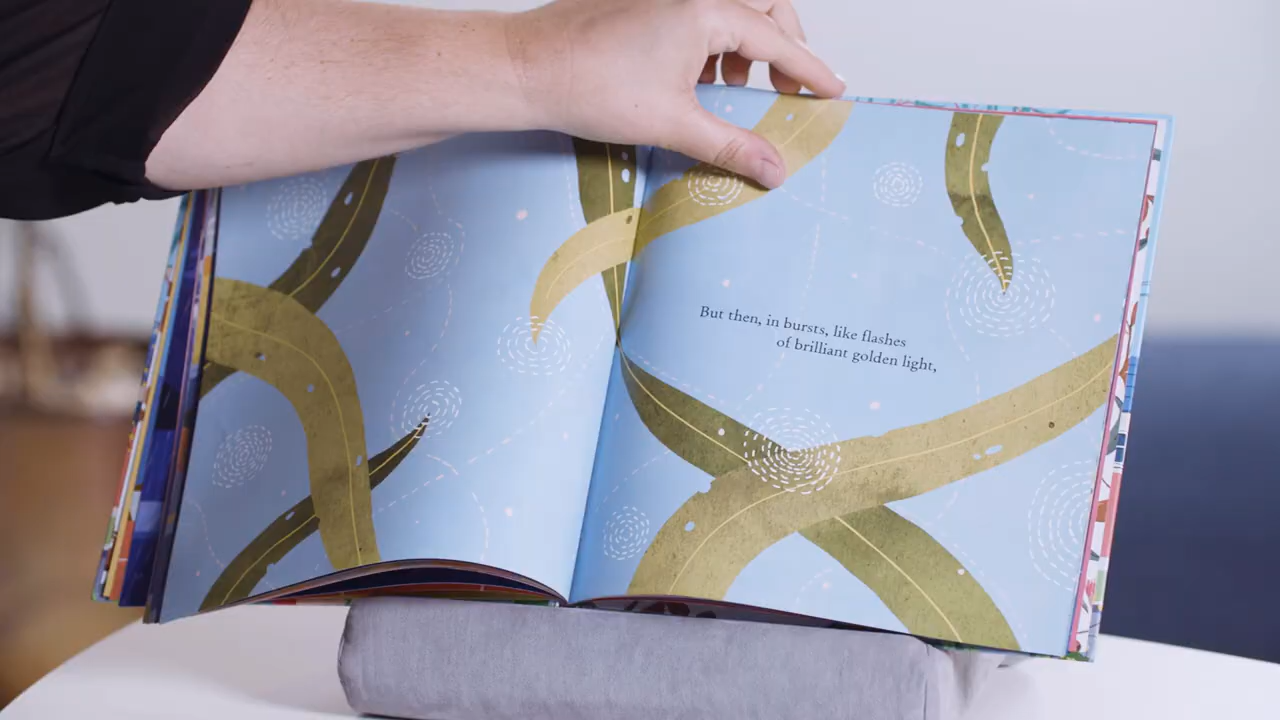 But then, in bursts, like flashes
of brilliant golden light,